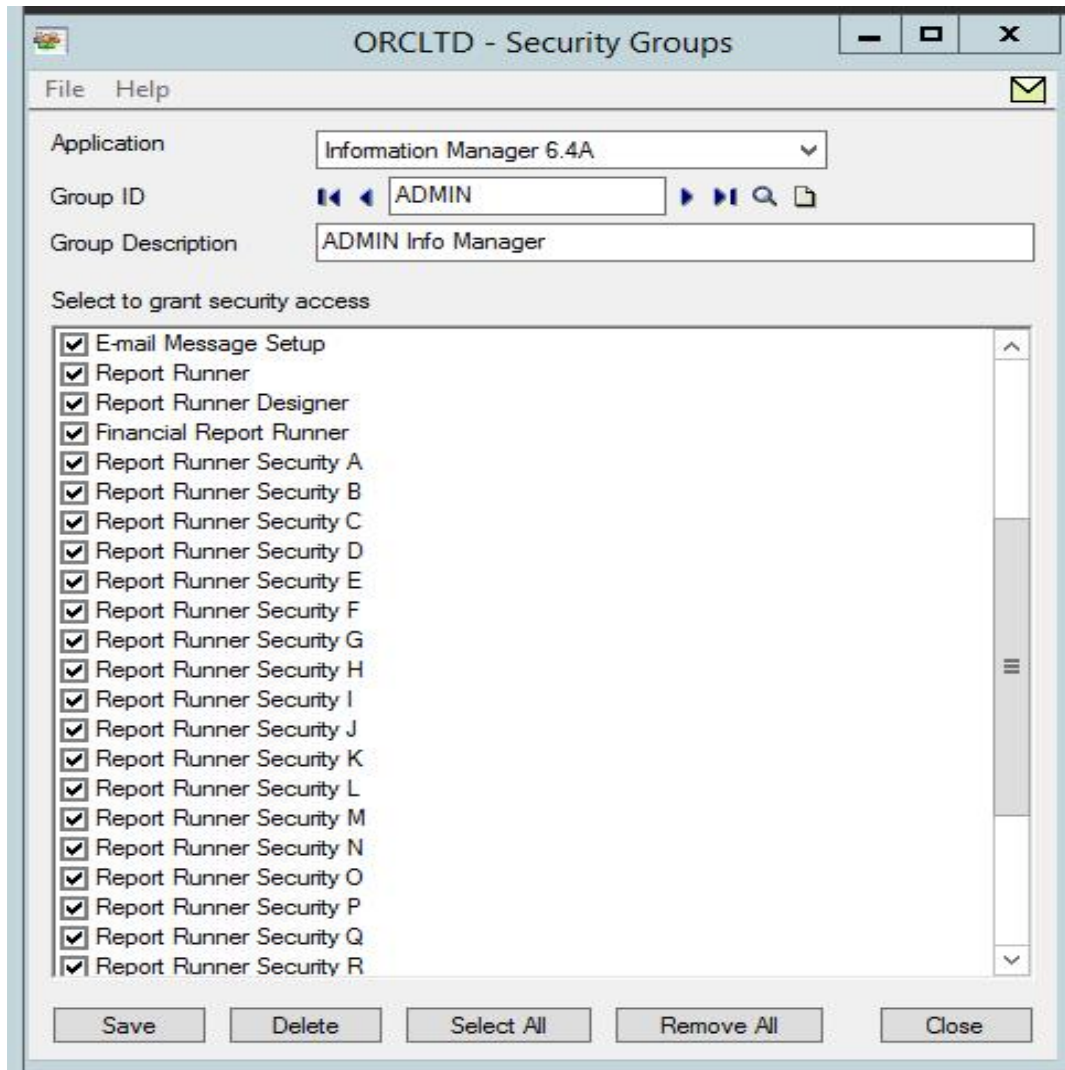 ORCLTD - Security Groups
File Help
Application Information Manager 6.4A
Group ID ADMIN
Group Description ADMIN Info Manager
Select to grant security access
E-mail Message Setup
Report Runner
Report Runner Designer
Financial Report Runner
Report Runner Security A
Report Runner Security B
Report Runner Security C
Report Runner Security D
Report Runner Security E
Report Runner Security F
Report Runner Security G
Report Runner Security H
Report Runner Security I
Report Runner Security J
Report Runner Security K
Report Runner Security L
Report Runner Security M
Report Runner Security N
Report Runner Security O
Report Runner Security P
Report Runner Security Q
Report Runner Security R
Save Delete Select All Remove All Close